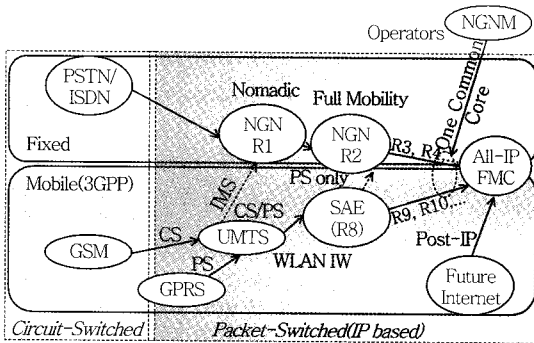 Operators
NGNM
PSTN/
ISDN
Nomadic
Full Mobility
One Common
Core
NGN
R1
NGN
R2
R3, R4,...
Fixed
All-IP
FMC
PS only
Mobile(3GPP)
IMS
CS/PS
SAE
(R8)
R9, R10,...
CS
UMTS
GSM
PS
WLAN IW
Post-IP
GPRS
Future
Internet
Circuit-Switched
Packet-Switched(IP based)